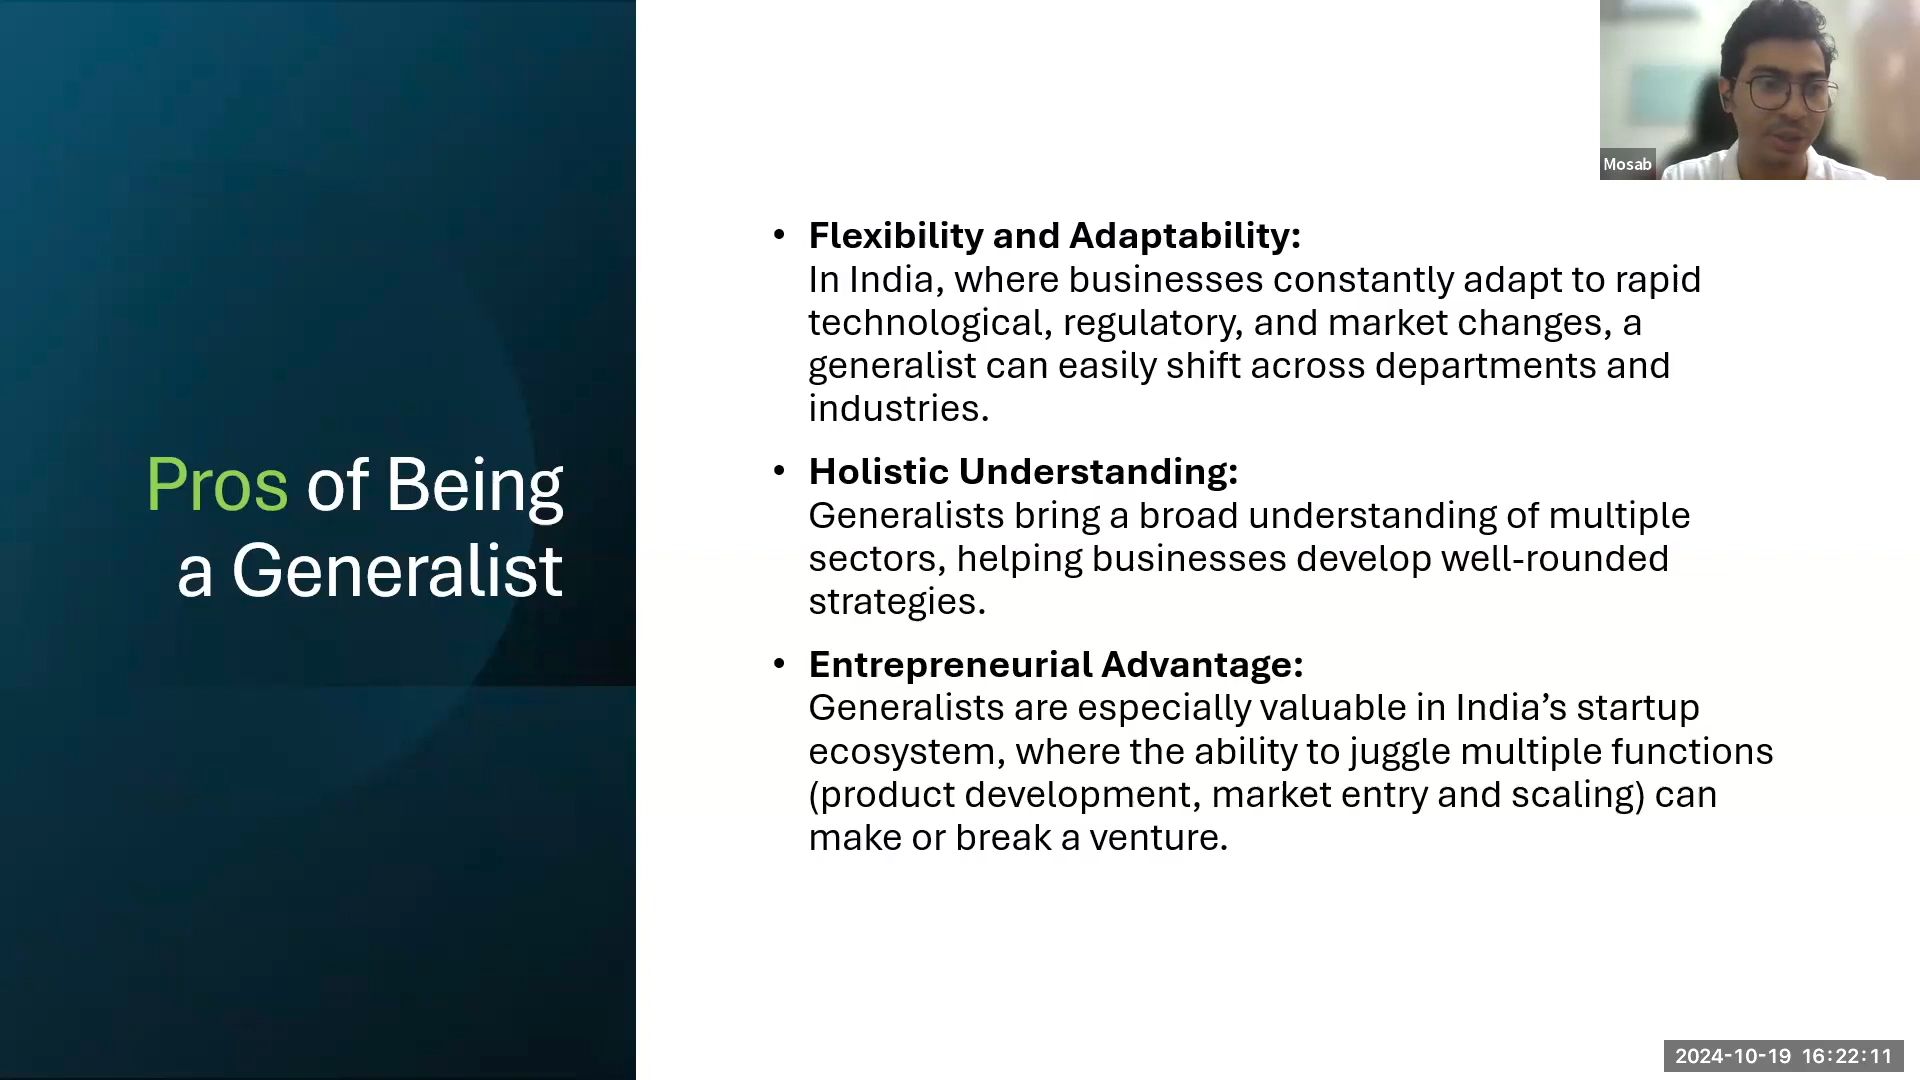 Mosab
Pros of Being
a Generalist
• Flexibility and Adaptability:
In India, where businesses constantly adapt to rapid
technological, regulatory, and market changes, a
generalist can easily shift across departments and
industries.
• Holistic Understanding:
Generalists bring a broad understanding of multiple
sectors, helping businesses develop well-rounded
strategies.
• Entrepreneurial Advantage:
Generalists are especially valuable in India’s startup
ecosystem, where the ability to juggle multiple functions
(product development, market entry and scaling) can
make or break a venture.
2024-10-19 16:22:11